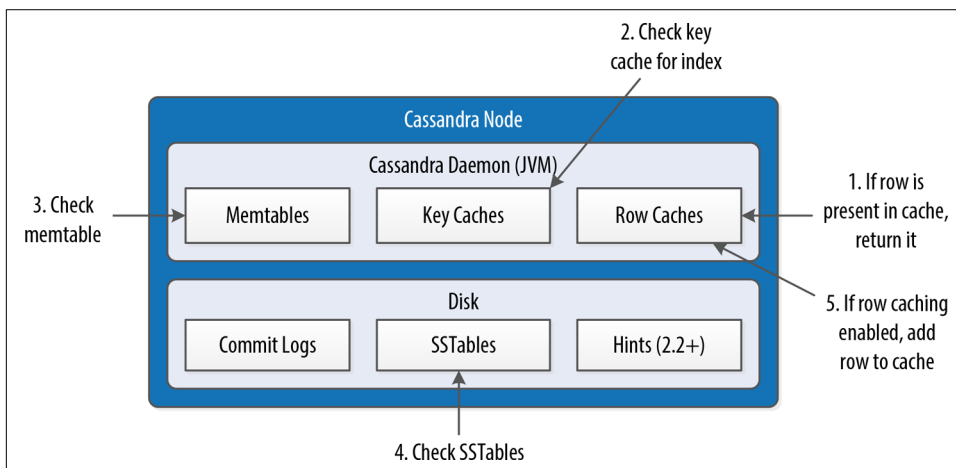 2. Check key
cache for index
Cassandra Node
Cassandra Daemon (JVM)
3. Check
memtable
Memtables
Key Caches
Row Caches
1. If row is
present in cache,
return it
Disk
Commit Logs
SSTables
Hints (2.2+)
5. If row caching
enabled, add
row to cache
4. Check SSTables